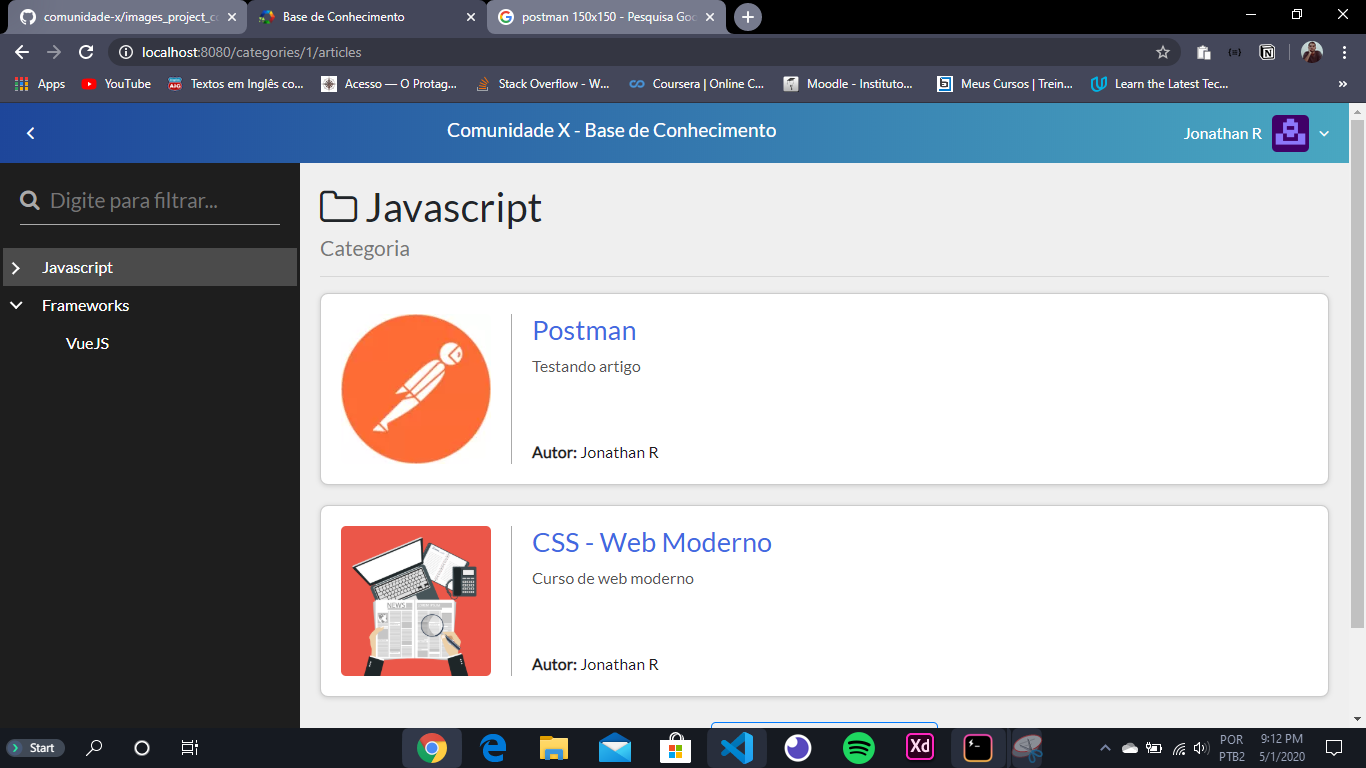 comunidade-x/images_project_co
Base de Conhecimento
postman 150x150 - Pesquisa Goo
localhost:8080/categories/1/articles
Apps
YouTube
Textos em Inglês co...
Acesso — O Protag...
Stack Overflow - W...
Coursera | Online C...
Moodle - Instituto...
Meus Cursos | Trein...
Learn the Latest Tec...
»
Comunidade X - Base de Conhecimento
Jonathan R
Digite para filtrar...
Javascript
Frameworks
VueJS
Javascript
Categoria
Postman
Testando artigo
Autor: Jonathan R
NEWS
CSS - Web Moderno
Curso de web moderno
Autor: Jonathan R
Start
Xd
POR
PTB2
9:12 PM
5/1/2020